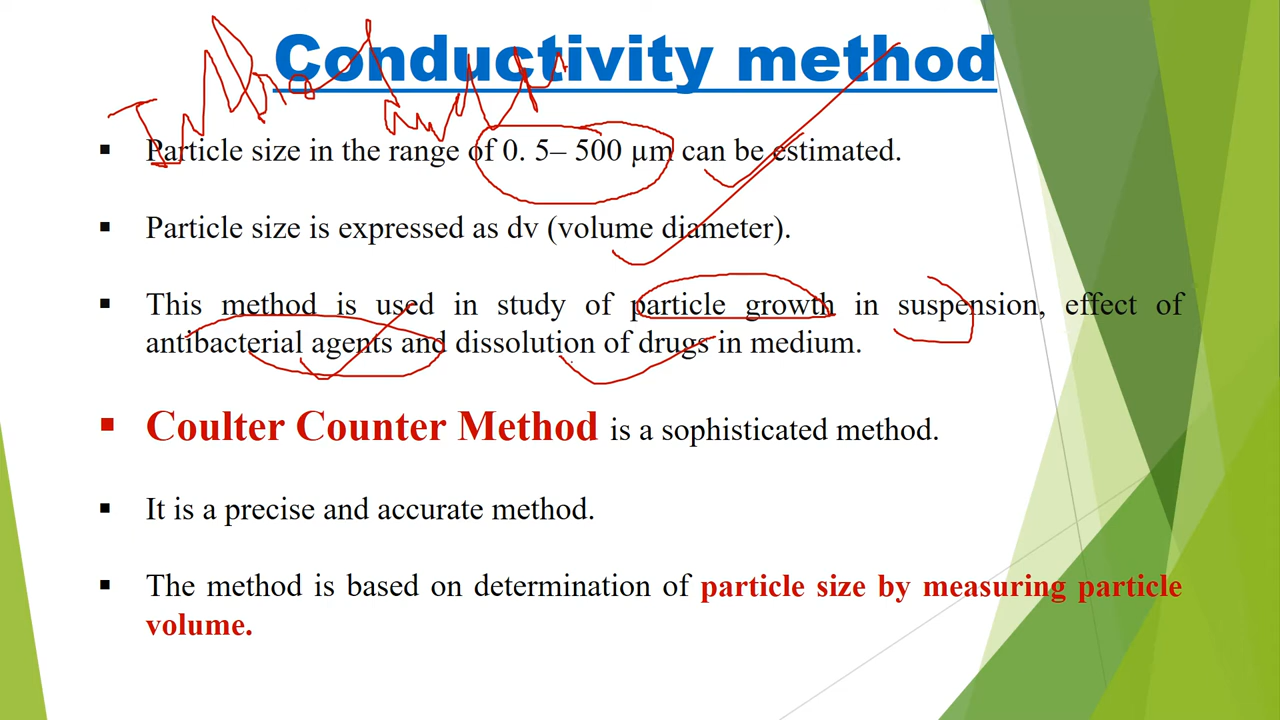 Conductivity method
▪ Particle size in the range of 0. 5– 500 µm can be estimated.
▪ Particle size is expressed as dv (volume diameter).
▪ This method is used in study of particle growth in suspension, effect of
antibacterial agents and dissolution of drugs in medium.
▪ Coulter Counter Method is a sophisticated method.
▪ It is a precise and accurate method.
▪ The method is based on determination of particle size by measuring particle
volume.